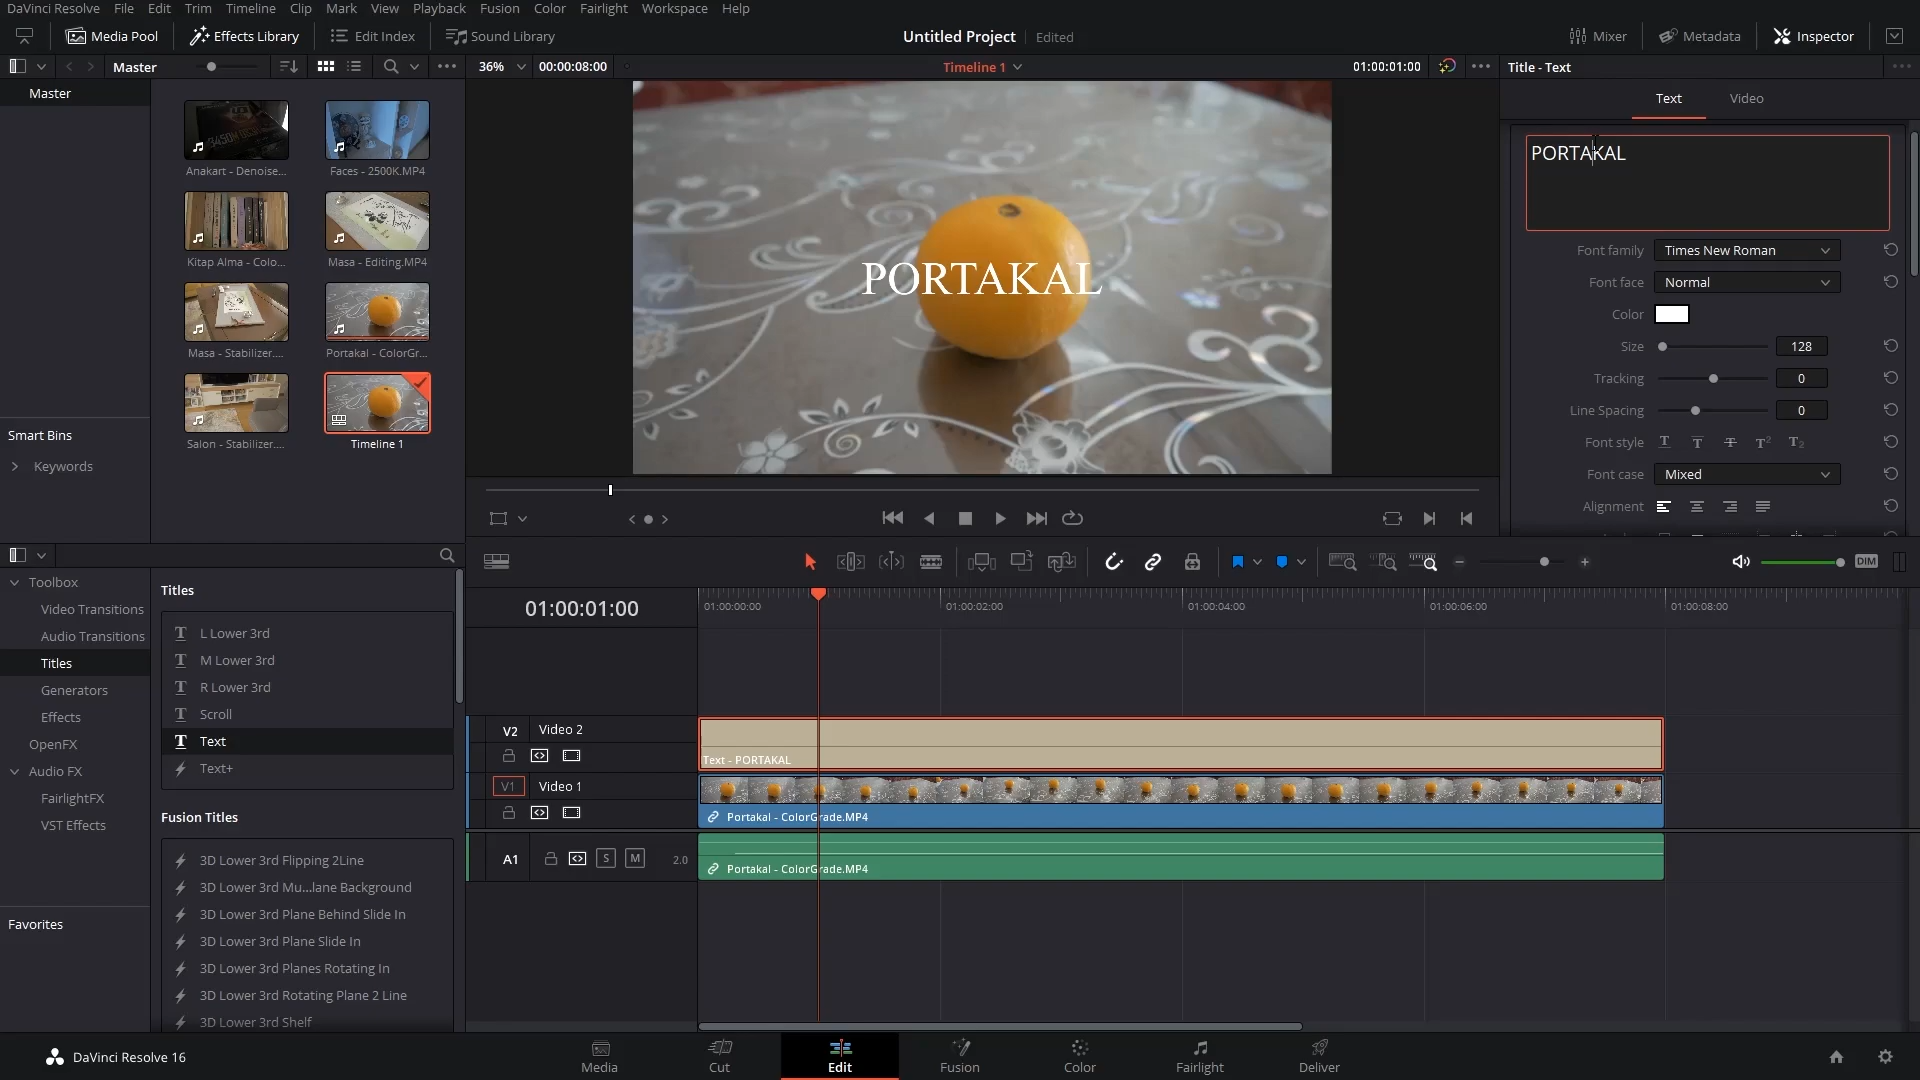 DaVinci Resolve File Edit Trim Timeline Clip Mark View Playback Fusion Color Fairlight Workspace Help
Media Pool Effects Library Edit Index Sound Library Untitled Project Edited Mixer Metadata Inspector
Master 36% 00:00:08:00 Timeline 1 01:00:01:00 Title - Text
Master
Anakart - Denoise... Faces - 2500K.MP4
Kitap Alma - Colo... Masa - Editing.MP4
Masa - Stabilizer.... Portakal - ColorGr...
Salon - Stabilizer.... Timeline 1
Smart Bins
Keywords
PORTAKAL
Text Video
PORTAKAL
Font family Times New Roman
Font face Normal
Color
Size 128
Tracking 0
Line Spacing 0
Font style T T T T² T₂
Font case Mixed
Alignment
Toolbox
Video Transitions
Audio Transitions
Titles
Generators
Effects
OpenFX
Audio FX
FairlightFX
VST Effects
Favorites
Titles
L Lower 3rd
M Lower 3rd
R Lower 3rd
Scroll
Text
Text+
Fusion Titles
3D Lower 3rd Flipping 2Line
3D Lower 3rd Mu...lane Background
3D Lower 3rd Plane Behind Slide In
3D Lower 3rd Plane Slide In
3D Lower 3rd Planes Rotating In
3D Lower 3rd Rotating Plane 2 Line
3D Lower 3rd Shelf
DIM
01:00:01:00 01:00:00:00 01:00:02:00 01:00:04:00 01:00:06:00 01:00:08:00
V2 Video 2
Text - PORTAKAL
V1 Video 1
Portakal - ColorGrade.MP4
A1 S M 2.0
Portakal - ColorGrade.MP4
DaVinci Resolve 16 Media Cut Edit Fusion Color Fairlight Deliver